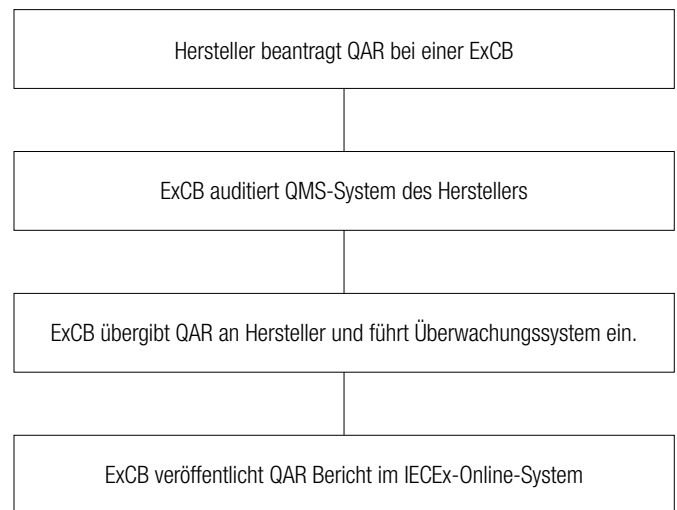 Hersteller beantragt QAR bei einer ExCB
ExCB auditiert QMS-System des Herstellers
ExCB übergibt QAR an Hersteller und führt Überwachungssystem ein.
ExCB veröffentlicht QAR Bericht im IECEx-Online-System